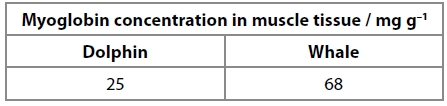 Myoglobin concentration in muscle tissue / mg g⁻¹
Dolphin Whale
25 68